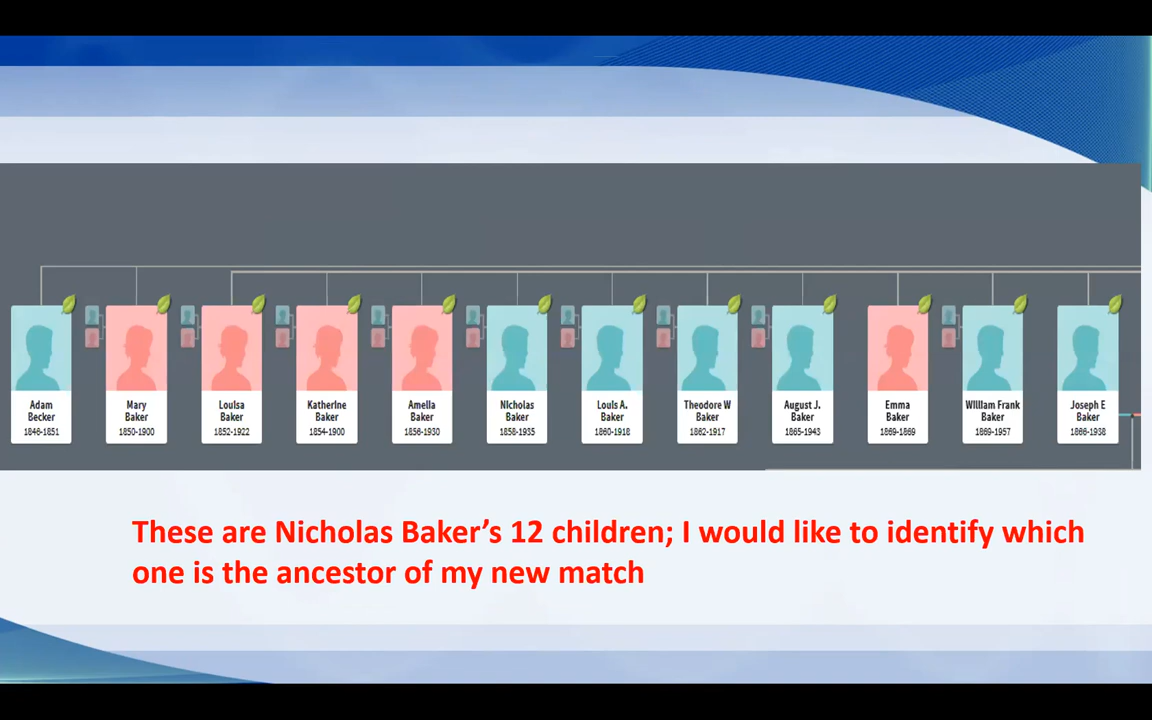 Adam
Becker
1846-1851
Mary
Baker
1850-1900
Louisa
Baker
1852-1922
Katherine
Baker
1854-1900
Amelia
Baker
1856-1930
Nicholas
Baker
1858-1935
Louis A.
Baker
1860-1918
Theodore W
Baker
1862-1917
August J.
Baker
1865-1943
Emma
Baker
1869-1869
William Frank
Baker
1869-1957
Joseph E
Baker
1866-1938
These are Nicholas Baker’s 12 children; I would like to identify which
one is the ancestor of my new match